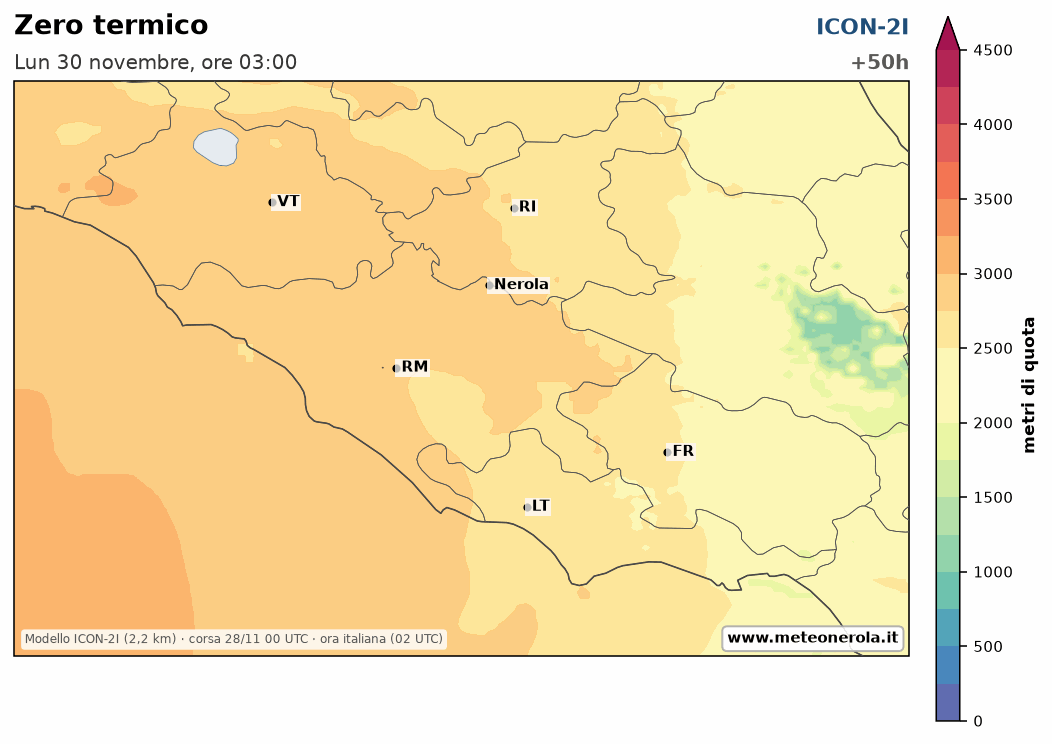 Zero termico
ICON-2I
Lun 30 novembre, ore 03:00
+50h
VT
RI
Nerola
RM
FR
LT
Modello ICON-2I (2,2 km) · corsa 28/11 00 UTC · ora italiana (02 UTC)
www.meteonerola.it
4500
4000
3500
3000
2500
2000
1500
1000
500
0
metri di quota